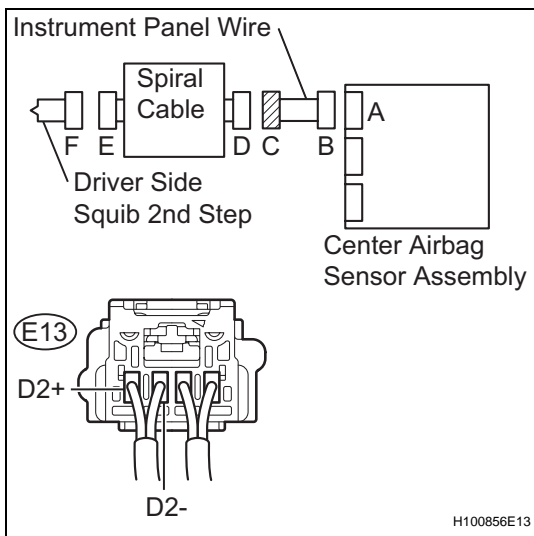 Instrument Panel Wire
Spiral
Cable
A
F E D C B
Driver Side
Squib 2nd Step
Center Airbag
Sensor Assembly
E13
D2+
D2-
H100856E13